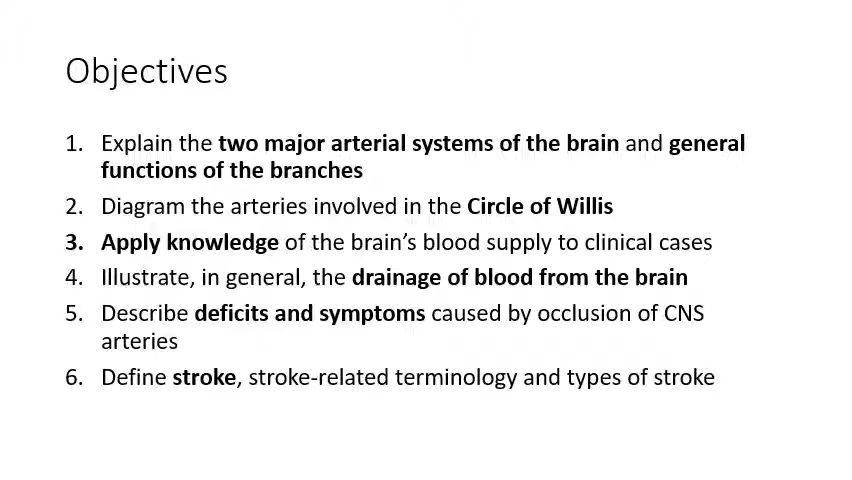 Objectives
1. Explain the two major arterial systems of the brain and general
functions of the branches
2. Diagram the arteries involved in the Circle of Willis
3. Apply knowledge of the brain’s blood supply to clinical cases
4. Illustrate, in general, the drainage of blood from the brain
5. Describe deficits and symptoms caused by occlusion of CNS
arteries
6. Define stroke, stroke-related terminology and types of stroke